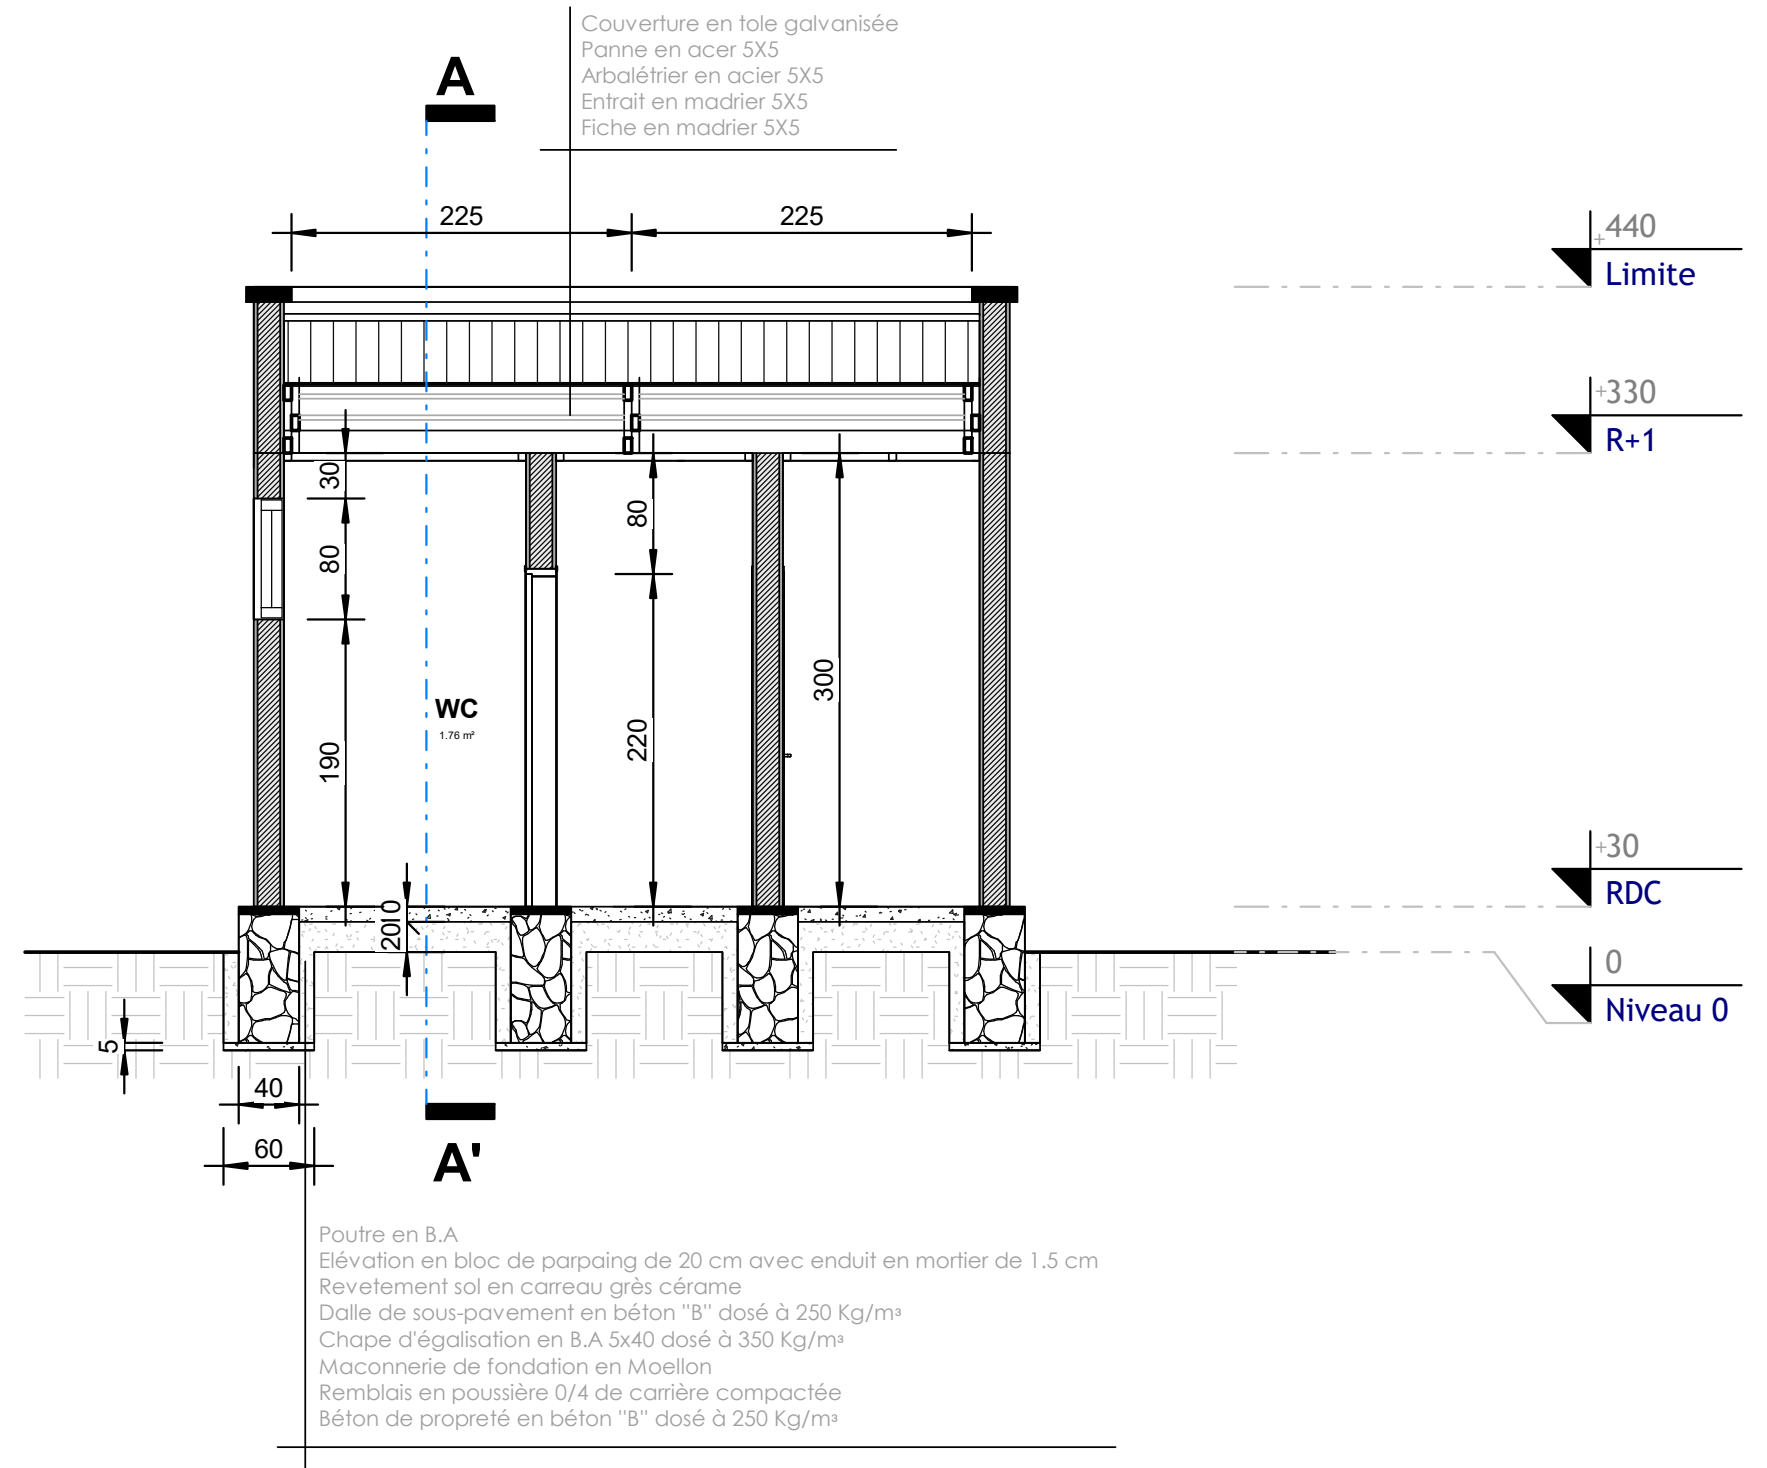 Couverture en tole galvanisée
Panne en acer 5X5
Arbalétrier en acier 5X5
Entrait en madrier 5X5
Fiche en madrier 5X5
A
225
225
+440
Limite
+330
R+1
30
80
80
300
WC
1.76 m²
220
190
+30
RDC
10
20
0
Niveau 0
5
40
60
A'
Poutre en B.A
Elévation en bloc de parpaing de 20 cm avec enduit en mortier de 1.5 cm
Revetement sol en carreau grès cérame
Dalle de sous-pavement en béton "B" dosé à 250 Kg/m³
Chape d'égalisation en B.A 5x40 dosé à 350 Kg/m³
Maconnerie de fondation en Moellon
Remblais en poussière 0/4 de carrière compactée
Béton de propreté en béton "B" dosé à 250 Kg/m³